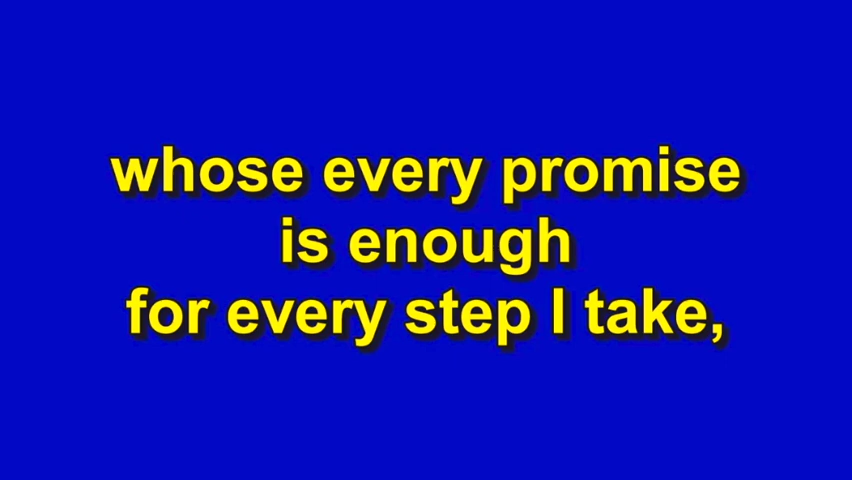 whose every promise
is enough
for every step I take,